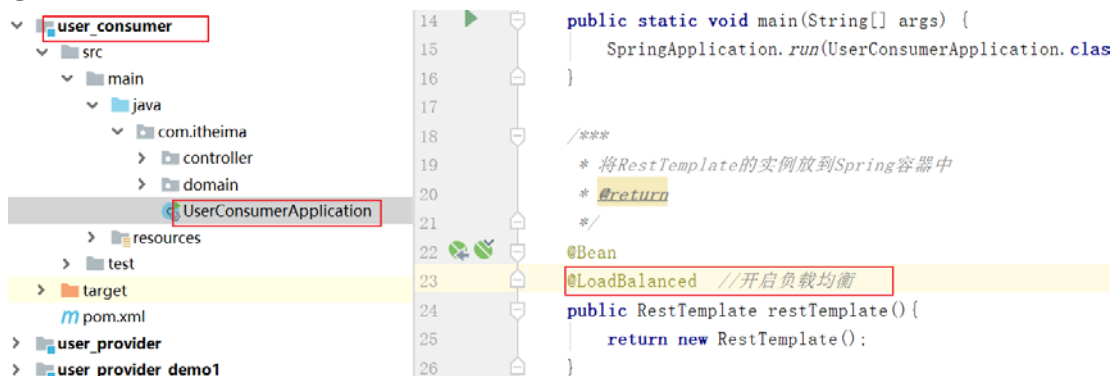 user_consumer
src
main
java
com.itheima
controller
domain
UserConsumerApplication
resources
test
target
pom.xml
user_provider
user_provider_demo1
14 public static void main(String[] args) {
15 SpringApplication.run(UserConsumerApplication.clas
16 }
17
18 /***
19 * 将RestTemplate的实例放到Spring容器中
20 * @return
21 */
22 @Bean
23 @LoadBalanced //开启负载均衡
24 public RestTemplate restTemplate(){
25 return new RestTemplate();
26 }